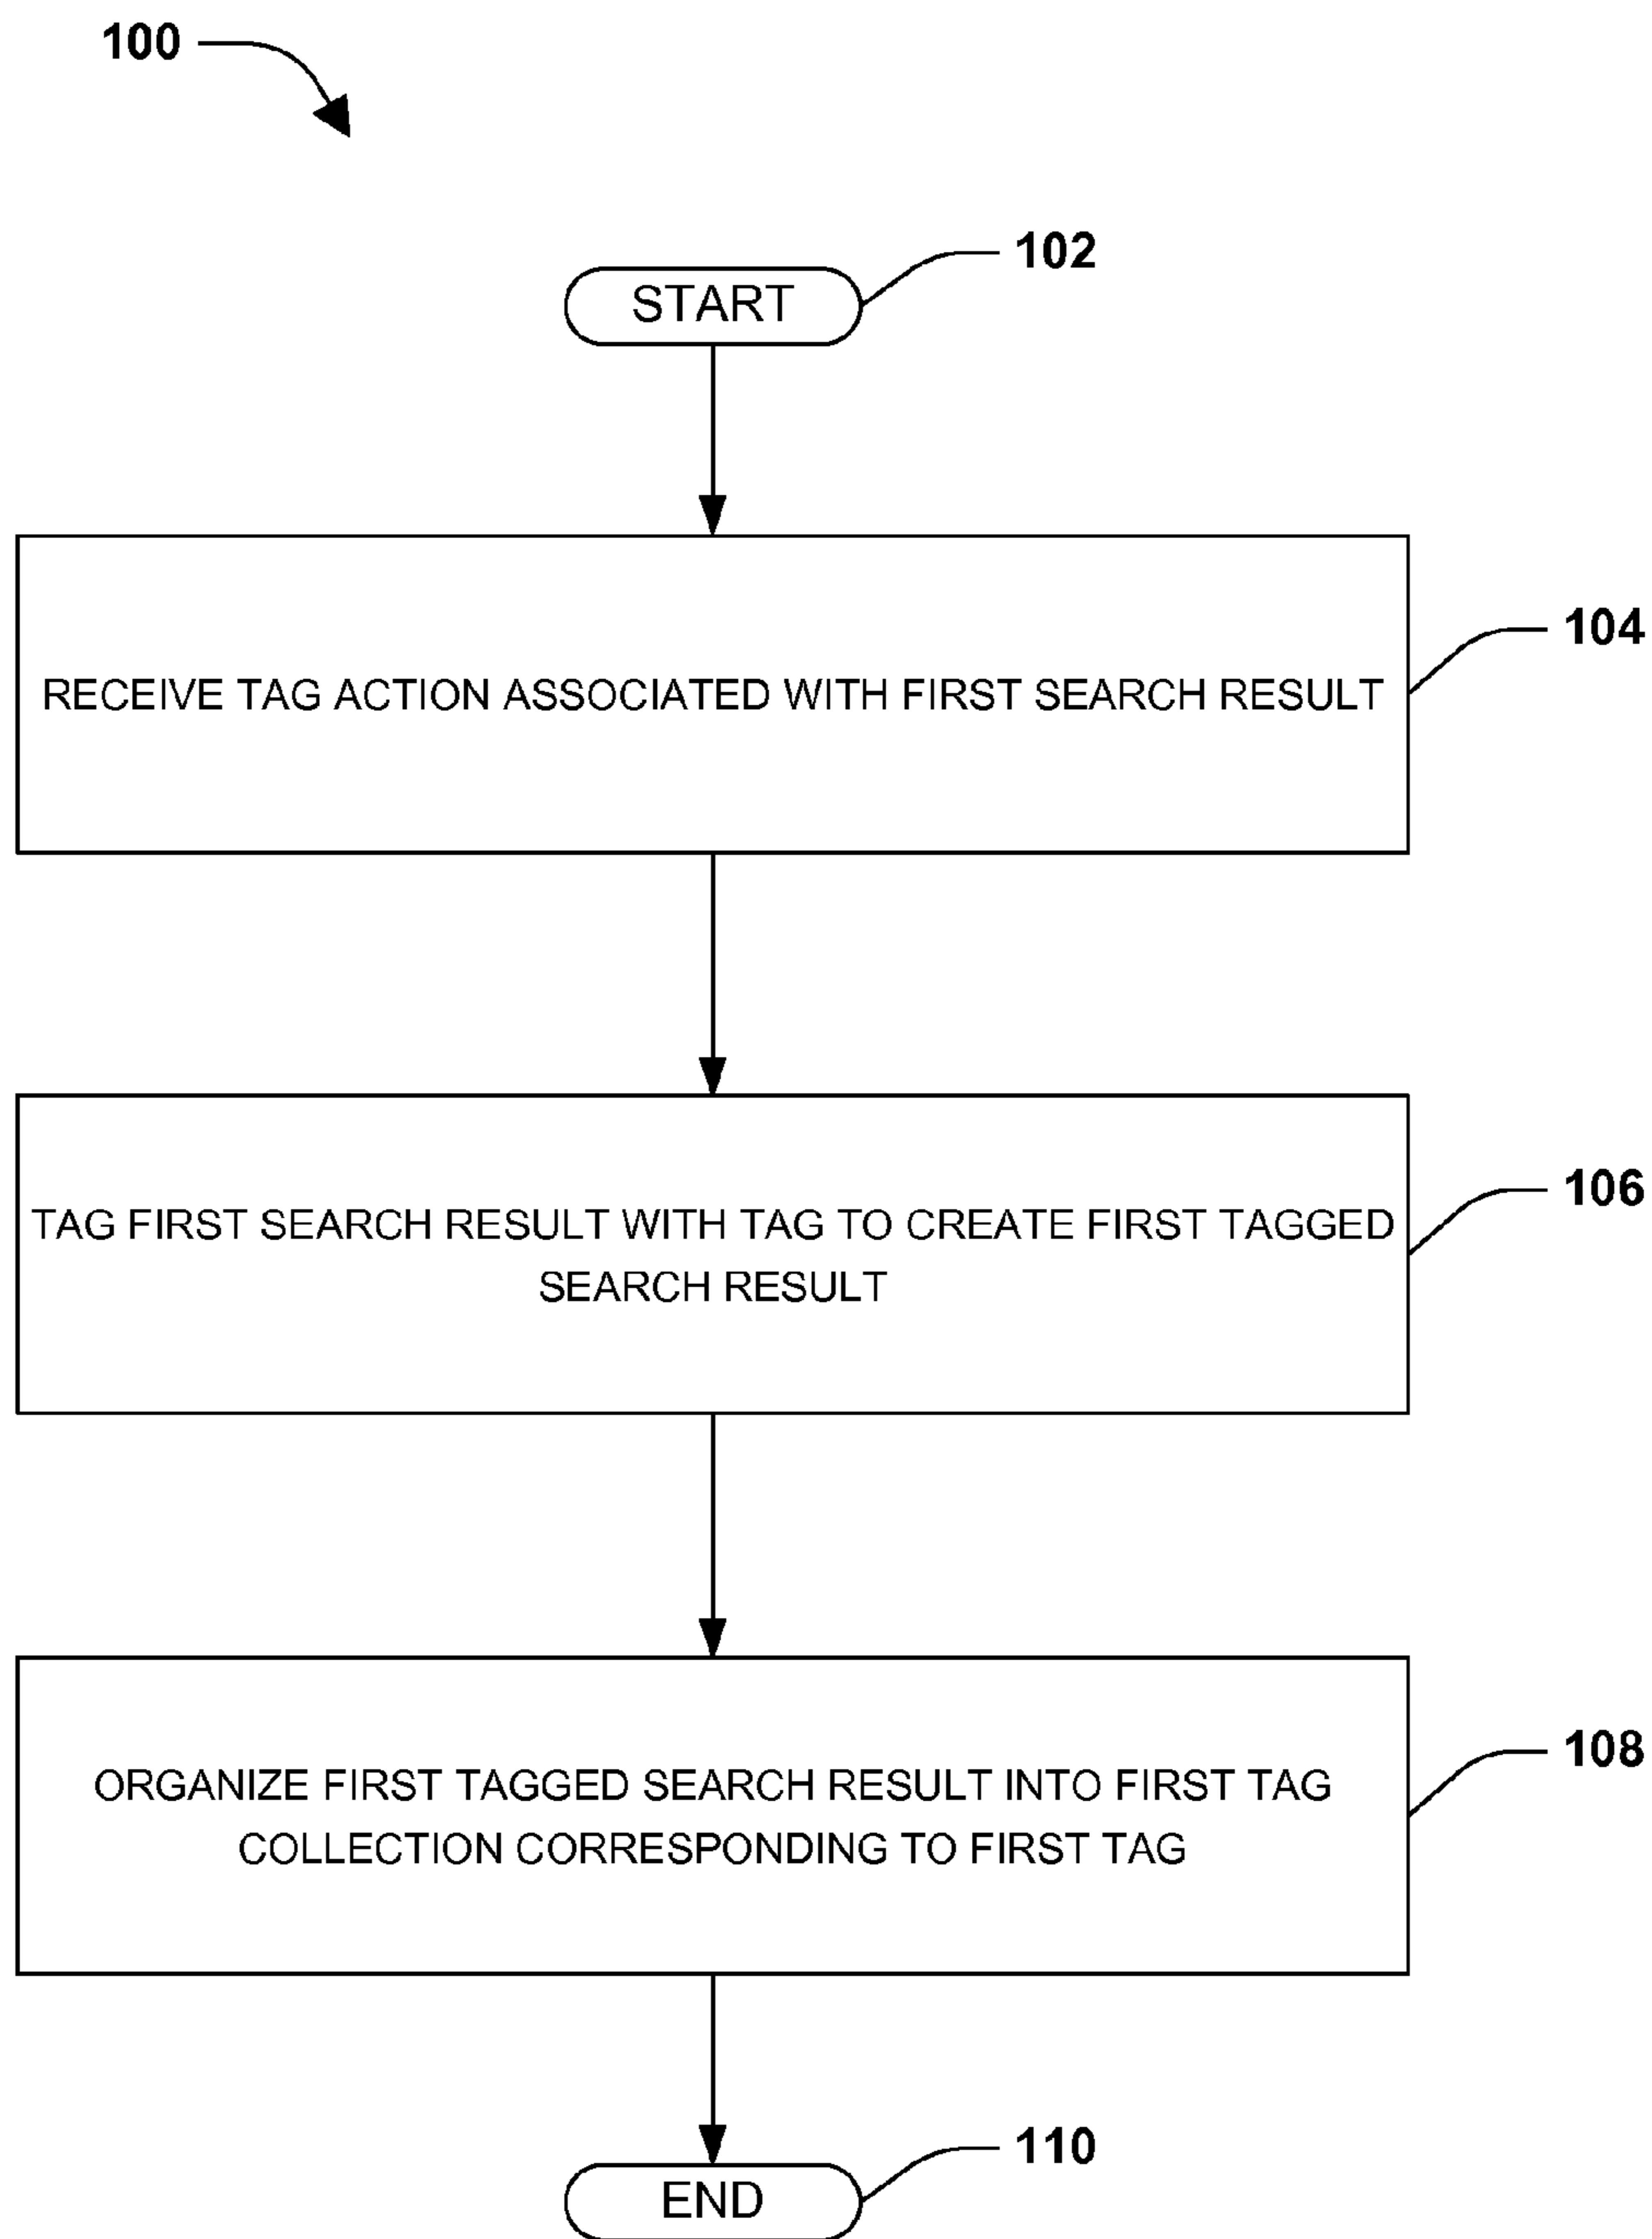 100
102
START
104
RECEIVE TAG ACTION ASSOCIATED WITH FIRST SEARCH RESULT
106
TAG FIRST SEARCH RESULT WITH TAG TO CREATE FIRST TAGGED
SEARCH RESULT
108
ORGANIZE FIRST TAGGED SEARCH RESULT INTO FIRST TAG
COLLECTION CORRESPONDING TO FIRST TAG
110
END